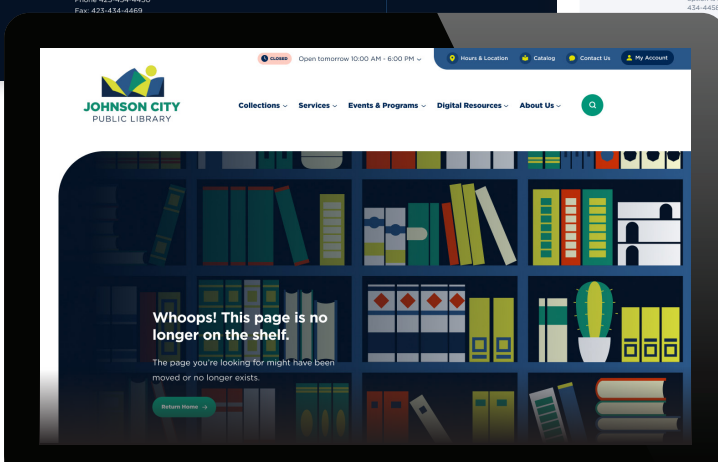 Fax: 423-434-4469
434-4458
CLOSED Open tomorrow 10:00 AM - 6:00 PM
Hours & Location Catalog Contact Us My Account
JOHNSON CITY
PUBLIC LIBRARY
Collections Services Events & Programs Digital Resources About Us
Whoops! This page is no
longer on the shelf.
The page you're looking for might have been
moved or no longer exists.
Return Home →